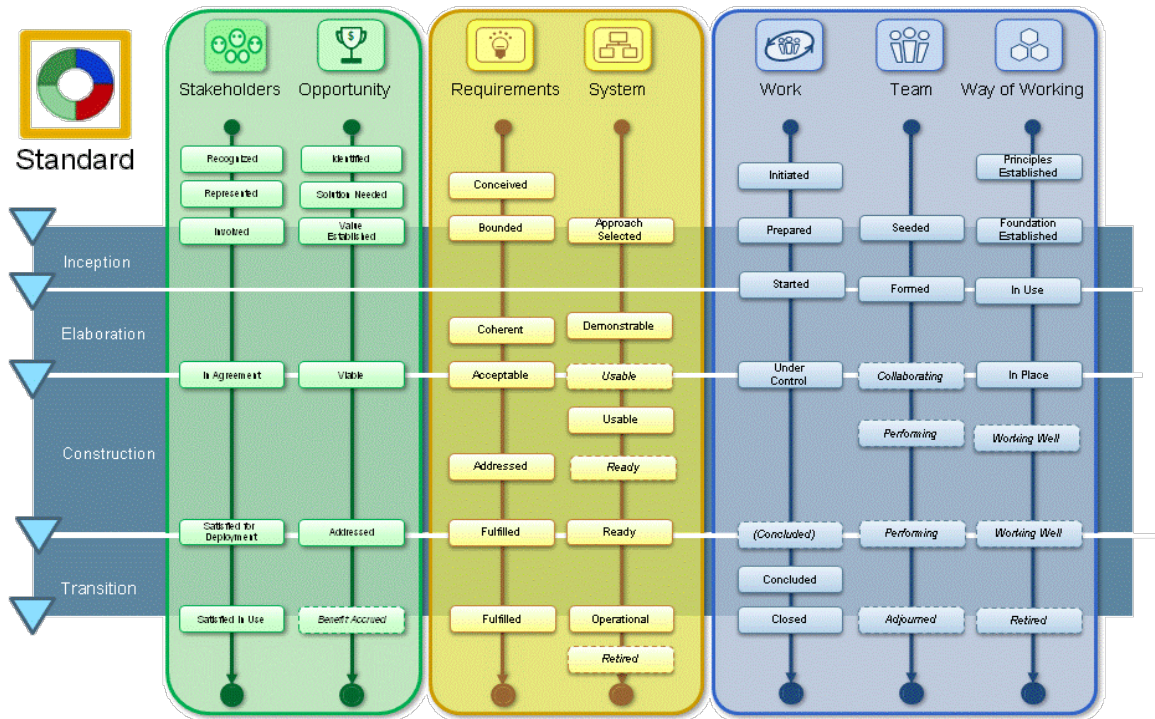 Stakeholders
Opportunity
Requirements
System
Work
Team
Way of Working
Standard
$
Recognized
Identified
Principles
Established
Conceived
Initiated
Represented
Solution Needed
Involved
Value
Established
Bounded
Approach
Selected
Prepared
Seeded
Foundation
Established
Inception
Started
Formed
In Use
Elaboration
Coherent
Demonstrable
In Agreement
Viable
Acceptable
Usable
Under
Control
Collaborating
In Place
Usable
Performing
Working Well
Construction
Addressed
Ready
Satisfied for
Deployment
Addressed
Fulfilled
Ready
(Concluded)
Performing
Working Well
Transition
Concluded
Satisfied In Use
Benefit Accrued
Fulfilled
Operational
Closed
Adjourned
Retired
Retired